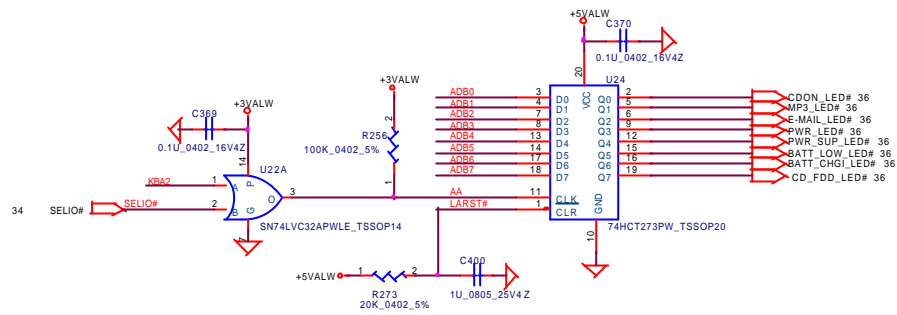 +5VALW
C370
0.1U_0402_16V4Z
20
U24
VCC
+3VALW
+3VALW
C369
0.1U_0402_16V4Z
14
U22A
KBA2
1
A
P
O
3
34
SELIO#
SELIO#
2
B
G
7
SN74LVC32APWLE_TSSOP14
2
R256
100K_0402_5%
1
ADB0 3 D0 Q0 2 CDON_LED# 36
ADB1 4 D1 Q1 5 MP3_LED# 36
ADB2 7 D2 Q2 6 E-MAIL_LED# 36
ADB3 8 D3 Q3 9 PWR_LED# 36
ADB4 13 D4 Q4 12 PWR_SUP_LED# 36
ADB5 14 D5 Q5 15 BATT_LOW_LED# 36
ADB6 17 D6 Q6 16 BATT_CHGI_LED# 36
ADB7 18 D7 Q7 19 CD_FDD_LED# 36
AA 11 CLK
LARST# 1 CLR
GND
10
74HCT273PW_TSSOP20
+5VALW
1
2
R273
20K_0402_5%
C400
1U_0805_25V4Z